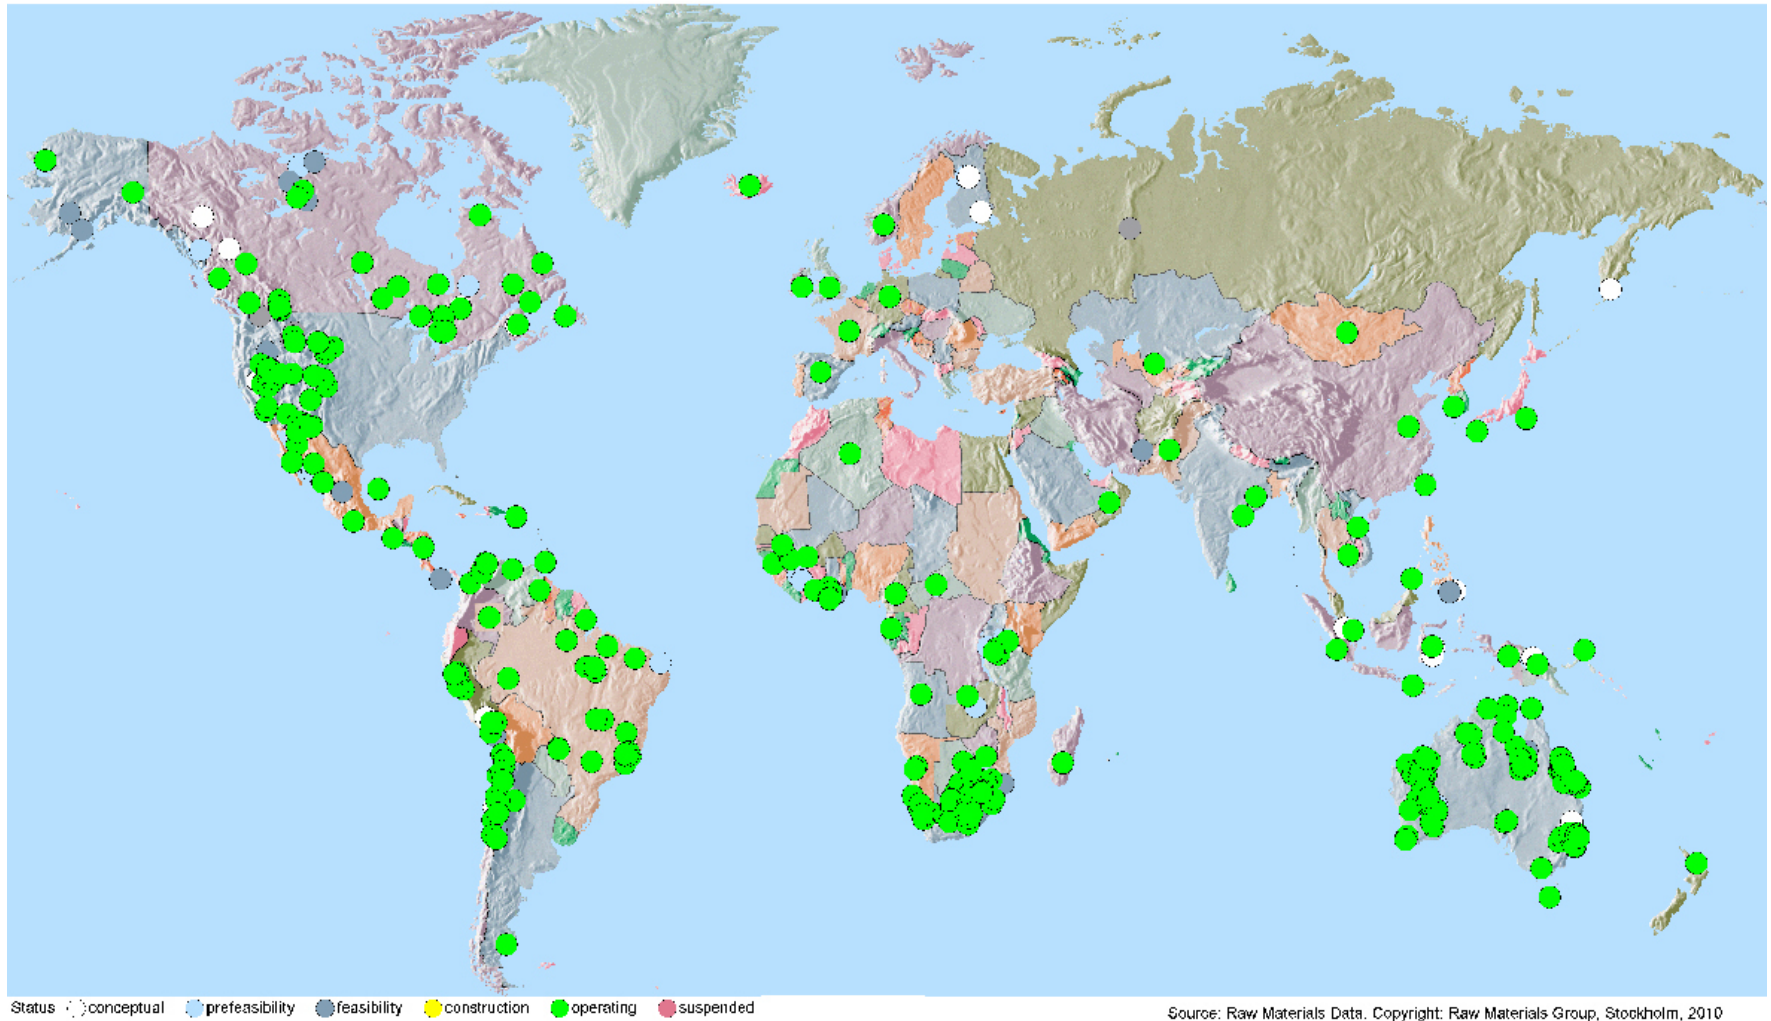 Status conceptual prefeasibility feasibility construction operating suspended
Source: Raw Materials Data. Copyright: Raw Materials Group, Stockholm, 2010